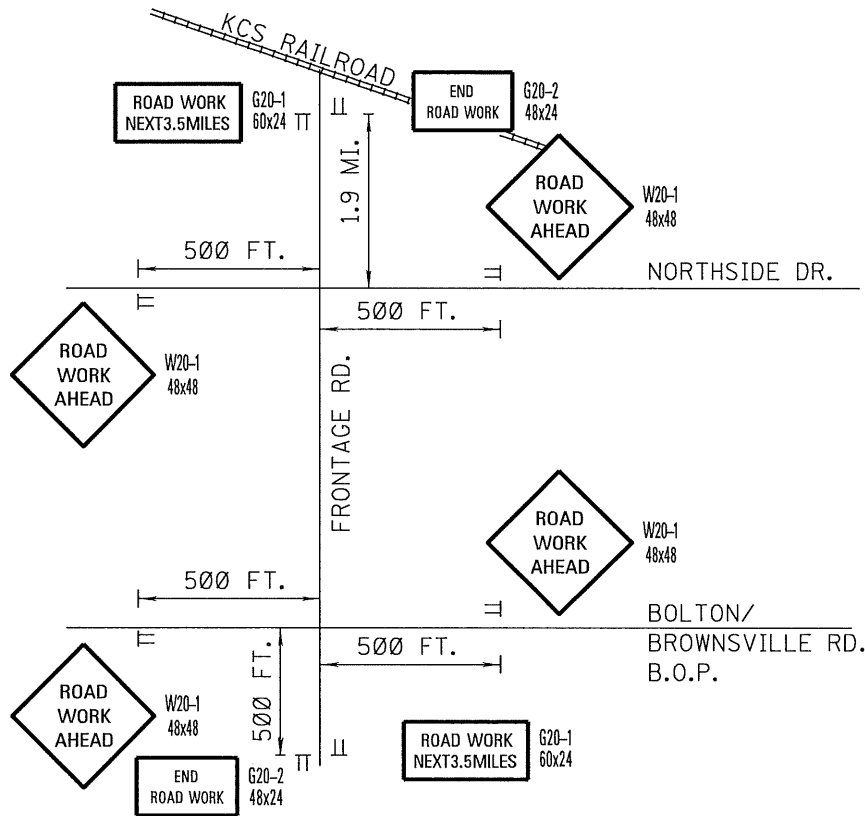 KCS RAILROAD
ROAD WORK
NEXT3.5MILES
G20-1
60x24
END
ROAD WORK
G20-2
48x24
1.9 MI.
ROAD
WORK
AHEAD
W20-1
48x48
500 FT.
NORTHSIDE DR.
500 FT.
ROAD
WORK
AHEAD
W20-1
48x48
FRONTAGE RD.
ROAD
WORK
AHEAD
W20-1
48x48
500 FT.
BOLTON/
BROWNSVILLE RD.
B.O.P.
500 FT.
500 FT.
ROAD
WORK
AHEAD
W20-1
48x48
ROAD WORK
NEXT3.5MILES
G20-1
60x24
END
ROAD WORK
G20-2
48x24